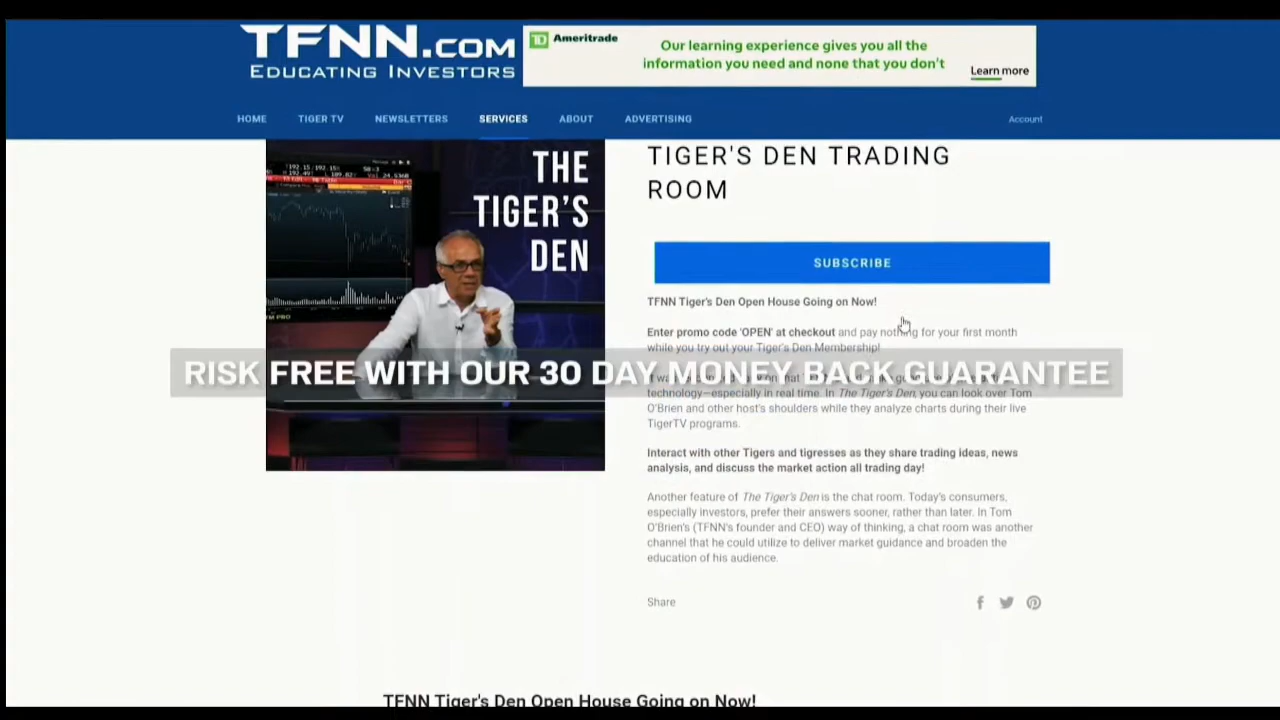 TFNN.COM
EDUCATING INVESTORS
TD Ameritrade
Our learning experience gives you all the
information you need and none that you don't
Learn more
HOME
TIGER TV
NEWSLETTERS
SERVICES
ABOUT
ADVERTISING
Account
THE
TIGER'S
DEN
TIGER'S DEN TRADING
ROOM
SUBSCRIBE
TFNN Tiger's Den Open House Going on Now!
Enter promo code 'OPEN' at checkout and pay nothing for your first month
while you try out your Tiger's Den Membership!
RISK FREE WITH OUR 30 DAY MONEY BACK GUARANTEE
technology—especially in real time. In The Tiger's Den, you can look over Tom
O'Brien and other host's shoulders while they analyze charts during their live
TigerTV programs.
Interact with other Tigers and tigresses as they share trading ideas, news
analysis, and discuss the market action all trading day!
Another feature of The Tiger's Den is the chat room. Today's consumers,
especially investors, prefer their answers sooner, rather than later. In Tom
O'Brien's (TFNN's founder and CEO) way of thinking, a chat room was another
channel that he could utilize to deliver market guidance and broaden the
education of his audience.
Share
TFNN Tiger's Den Open House Going on Now!